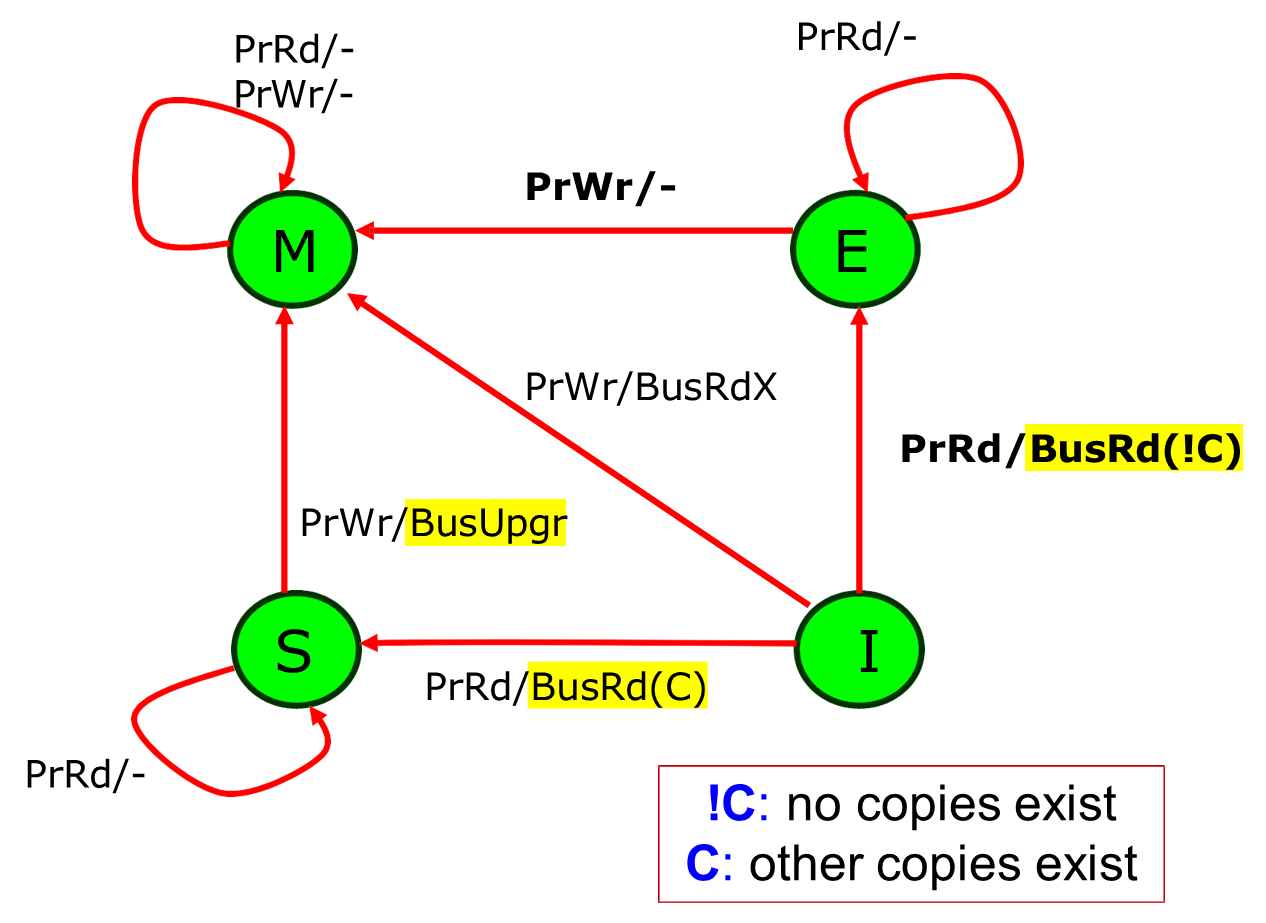 PrRd/-
PrWr/-
PrRd/-
PrWr/-
M
E
PrWr/BusRdX
PrRd/BusRd(!C)
PrWr/BusUpgr
S
I
PrRd/BusRd(C)
PrRd/-
!C: no copies exist
C: other copies exist